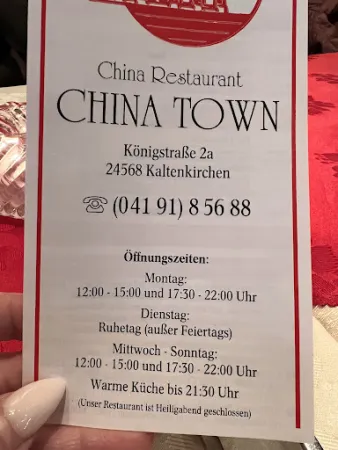 China Restaurant
CHINA TOWN
Königstraße 2a
24568 Kaltenkirchen
☏ (0 41 91) 8 56 88
Öffnungszeiten:
Montag:
12:00 - 15:00 und 17:30 - 22:00 Uhr
Dienstag:
Ruhetag (außer Feiertags)
Mittwoch - Sonntag:
12:00 - 15:00 und 17:30 - 22:00 Uhr
Warme Küche bis 21:30 Uhr
(Unser Restaurant ist Heiligabend geschlossen)